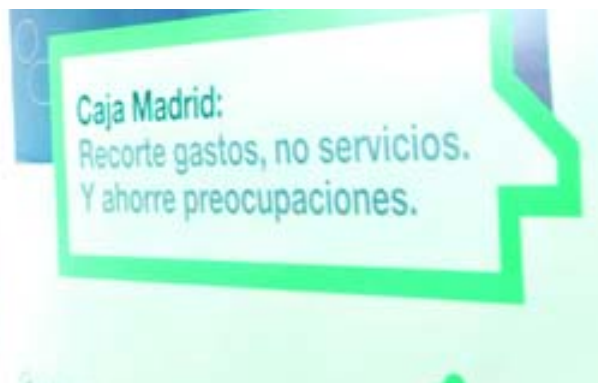 Caja Madrid:
Recorte gastos, no servicios.
Y ahorre preocupaciones.